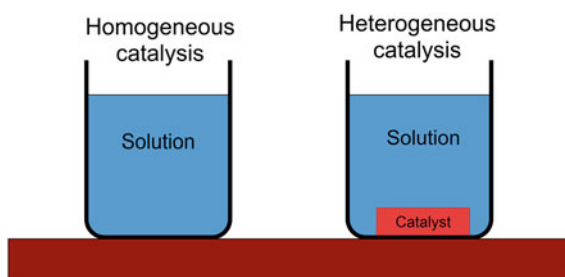 Homogeneous
catalysis
Solution
Heterogeneous
catalysis
Solution
Catalyst